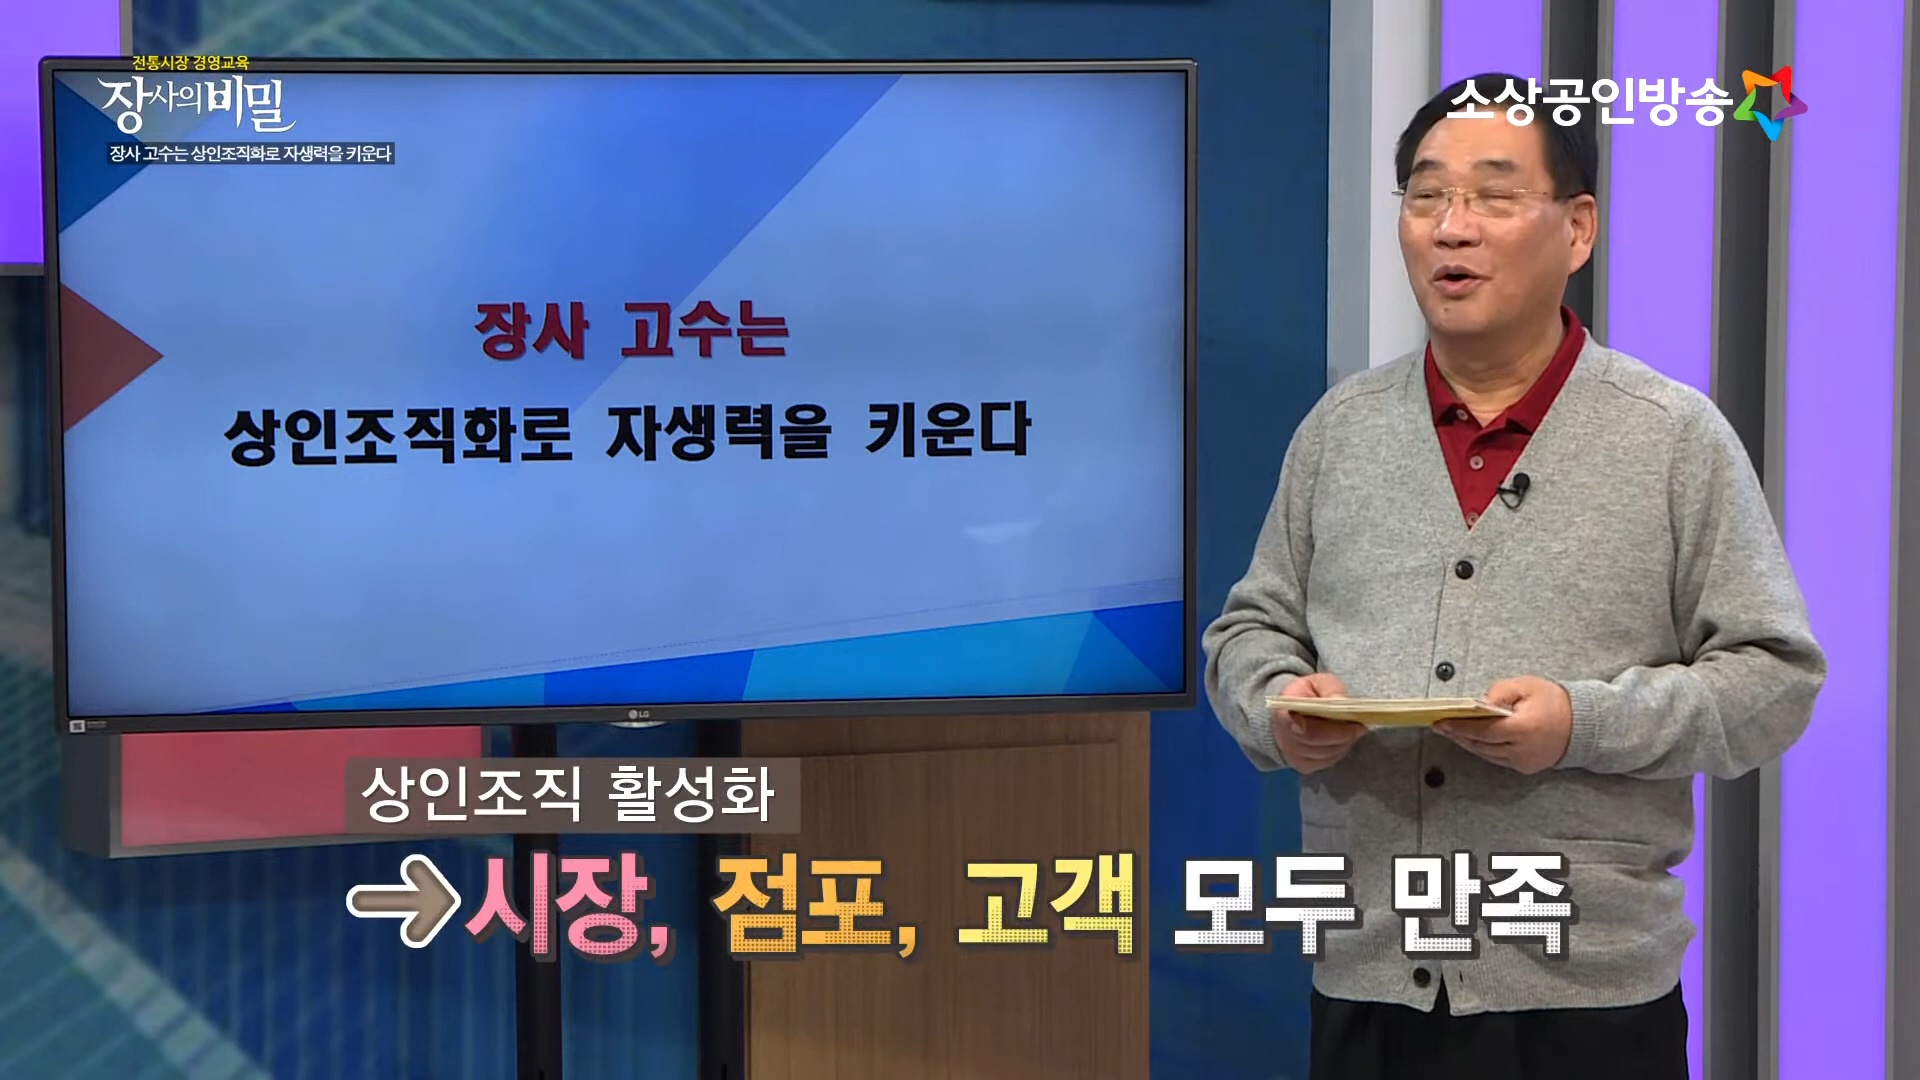 전통시장 경영교육
장사의 비밀
장사 고수는 상인조직화로 자생력을 키운다
소상공인방송
장사 고수는
상인조직화로 자생력을 키운다
LG
상인조직 활성화
→시장, 점포, 고객 모두 만족